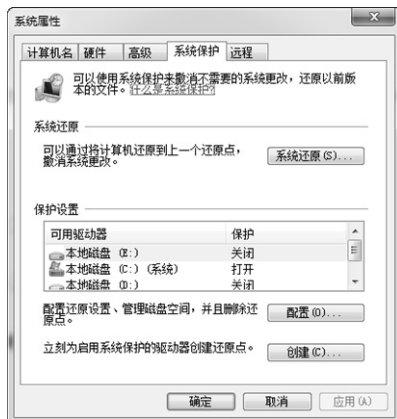 系统属性
计算机名 硬件 高级 系统保护 远程
可以使用系统保护来撤消不需要的系统更改，还原以前版
本的文件。什么是系统保护?
系统还原
可以通过将计算机还原到上一个还原点，
撤消系统更改。
系统还原(S)...
保护设置
可用驱动器 保护
本地磁盘 (E:) 关闭
本地磁盘 (C:) (系统) 打开
本地磁盘 (D:) 关闭
配置还原设置、管理磁盘空间，并且删除还
原点。
配置(O)...
立刻为启用系统保护的驱动器创建还原点。
创建(C)...
确定 取消 应用(A)